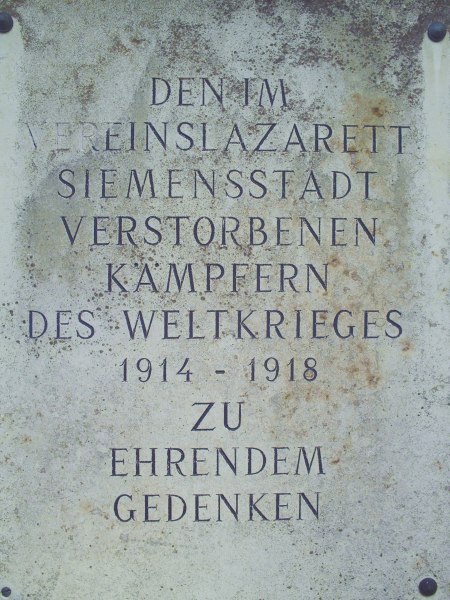 DEN IM
VEREINSLAZARETT
SIEMENSSTADT
VERSTORBENEN
KÄMPFERN
DES WELTKRIEGES
1914 - 1918
ZU
EHRENDEM
GEDENKEN